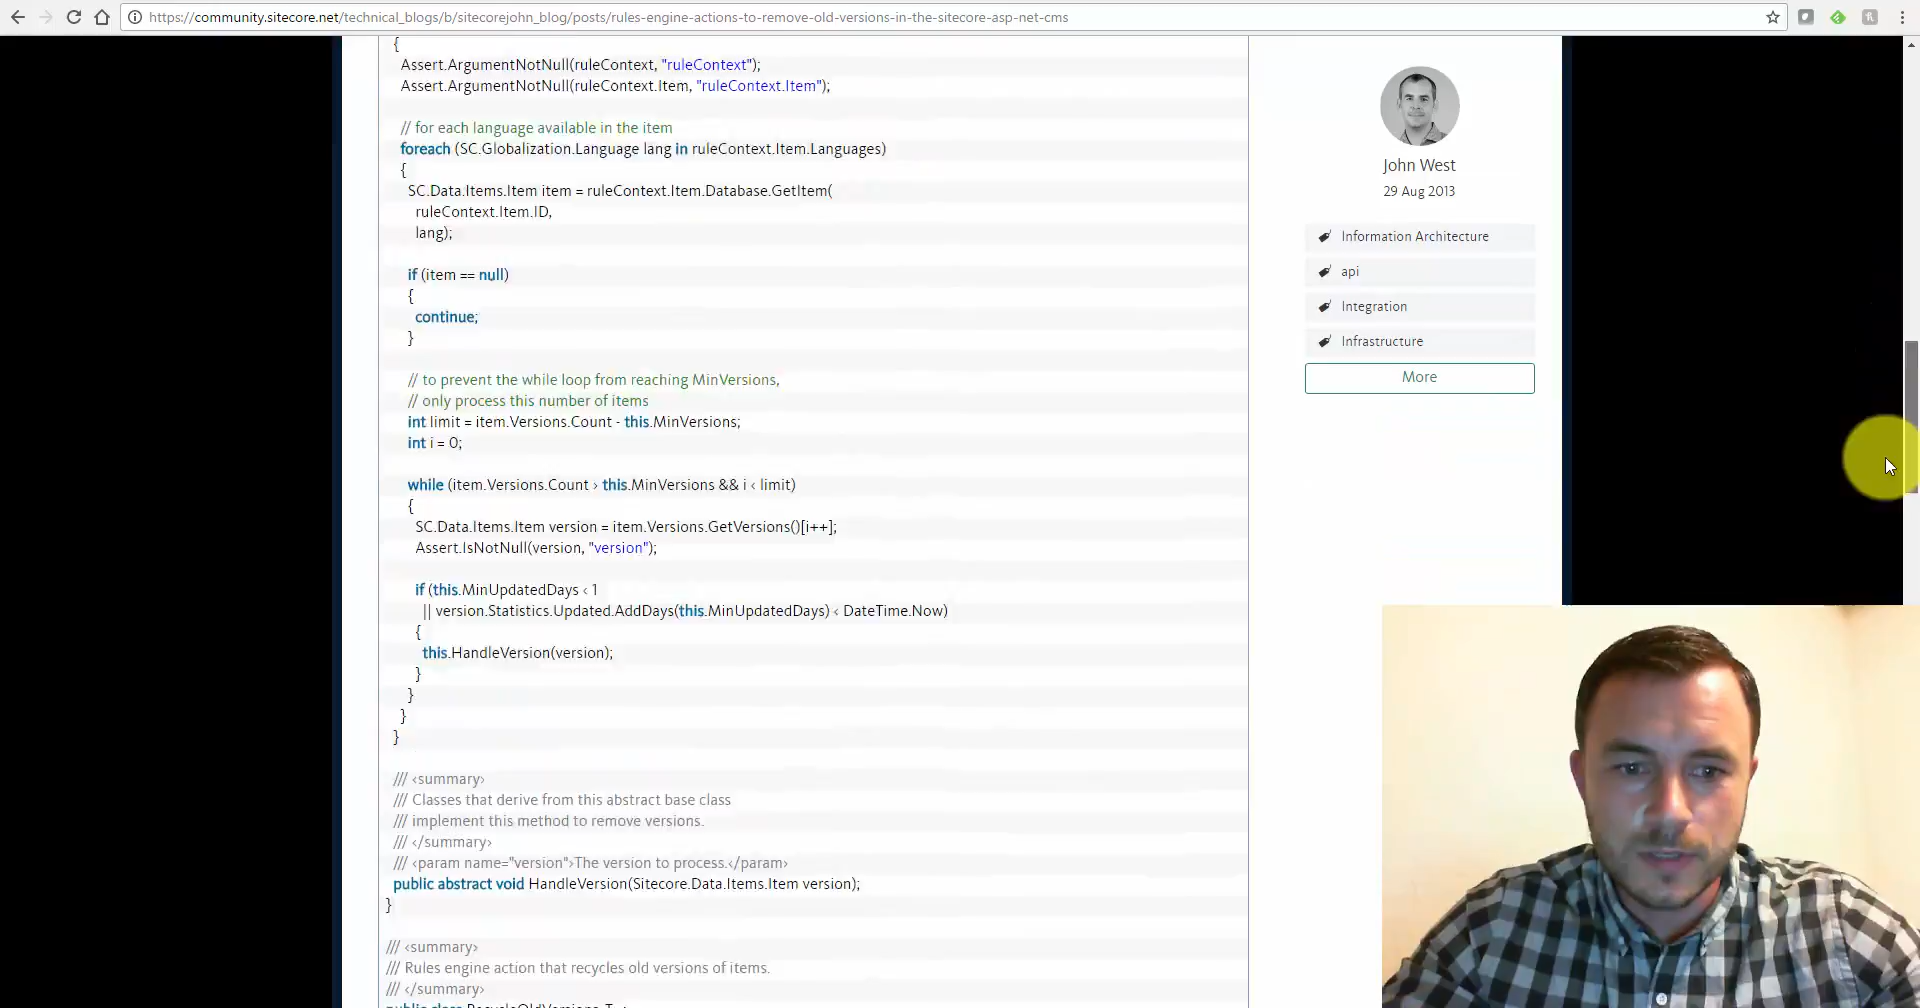 https://community.sitecore.net/technical_blogs/b/sitecorejohn_blog/posts/rules-engine-actions-to-remove-old-versions-in-the-sitecore-asp-net-cms
{
Assert.ArgumentNotNull(ruleContext, "ruleContext");
Assert.ArgumentNotNull(ruleContext.Item, "ruleContext.Item");
// for each language available in the item
foreach (SC.Globalization.Language lang in ruleContext.Item.Languages)
{
SC.Data.Items.Item item = ruleContext.Item.Database.GetItem(
ruleContext.Item.ID,
lang);
if (item == null)
{
continue;
}
// to prevent the while loop from reaching MinVersions,
// only process this number of items
int limit = item.Versions.Count - this.MinVersions;
int i = 0;
while (item.Versions.Count > this.MinVersions && i < limit)
{
SC.Data.Items.Item version = item.Versions.GetVersions()[i++];
Assert.IsNotNull(version, "version");
if (this.MinUpdatedDays < 1
|| version.Statistics.Updated.AddDays(this.MinUpdatedDays) < DateTime.Now)
{
this.HandleVersion(version);
}
}
}
}
/// <summary>
/// Classes that derive from this abstract base class
/// implement this method to remove versions.
/// </summary>
/// <param name="version">The version to process.</param>
public abstract void HandleVersion(Sitecore.Data.Items.Item version);
}
/// <summary>
/// Rules engine action that recycles old versions of items.
/// </summary>
John West
29 Aug 2013
Information Architecture
api
Integration
Infrastructure
More